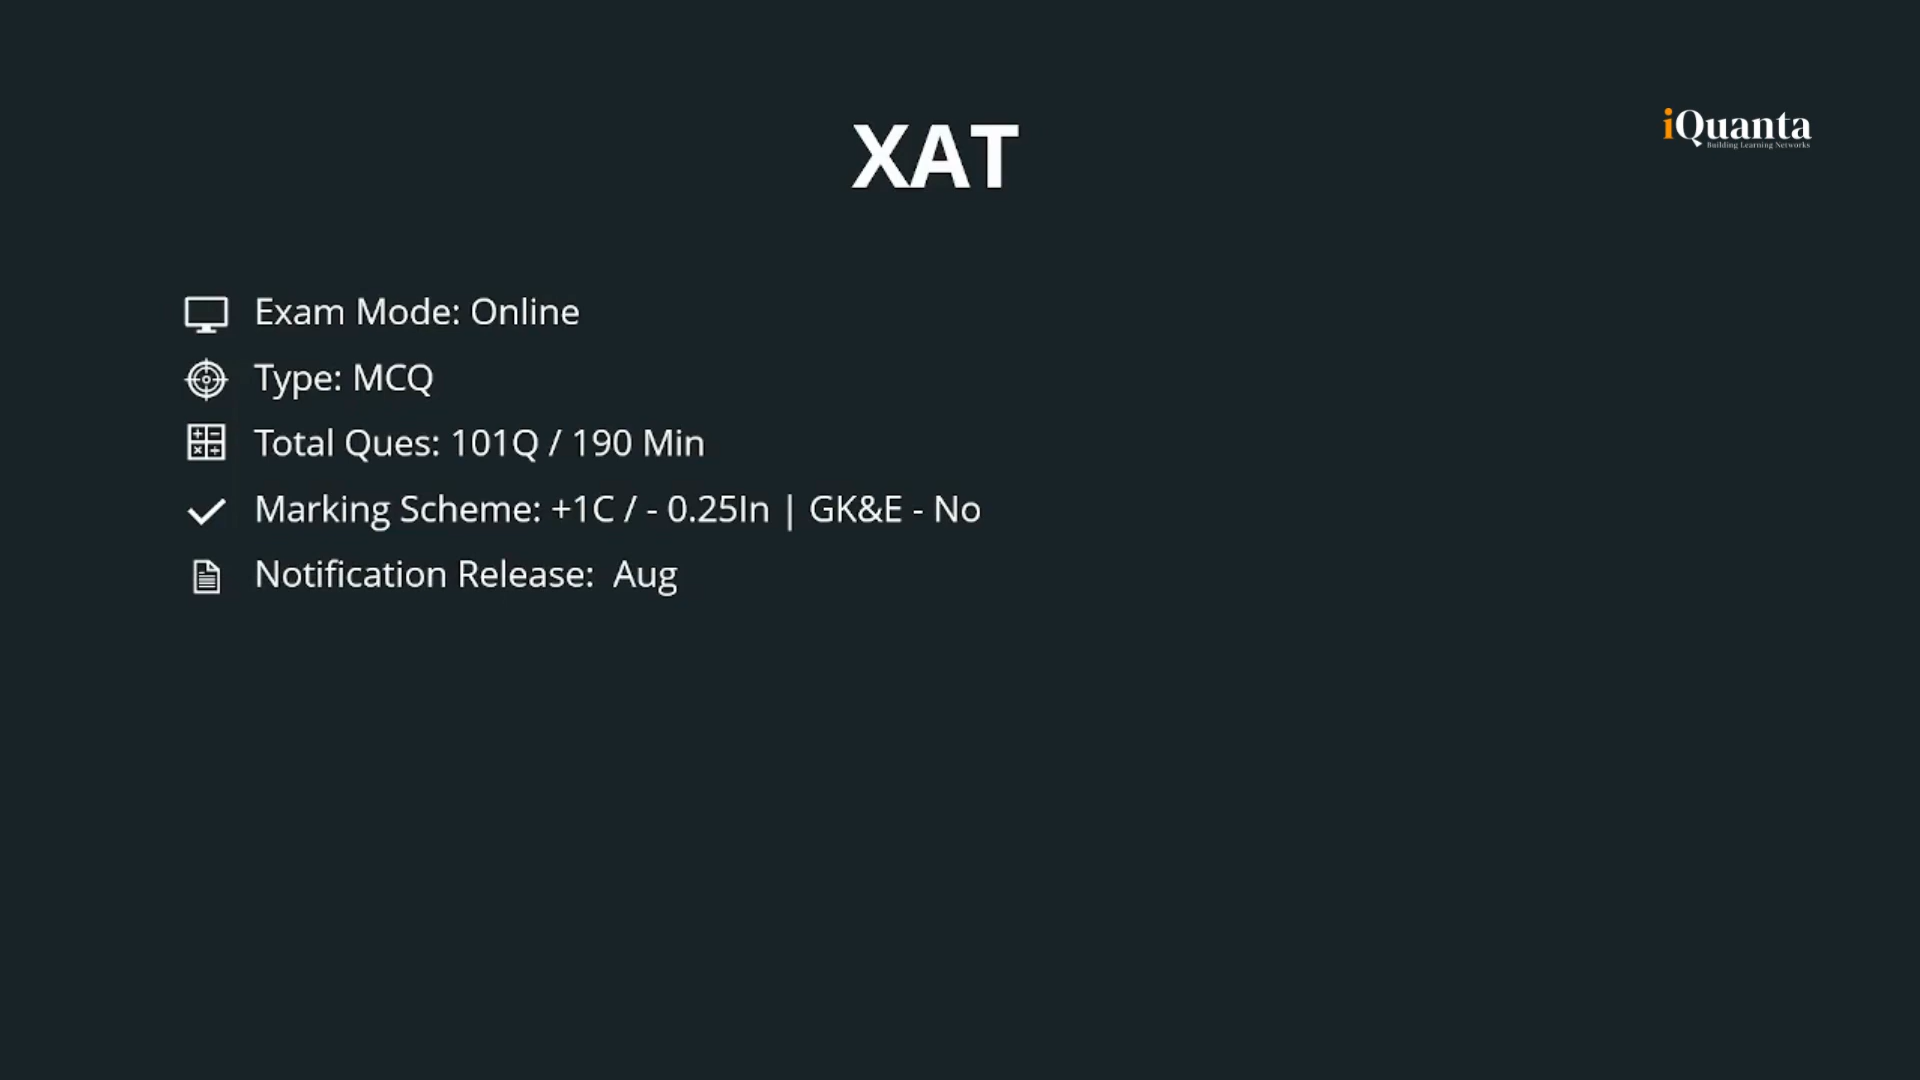 XAT
iQuanta
Building Learning Networks
Exam Mode: Online
Type: MCQ
Total Ques: 101Q / 190 Min
Marking Scheme: +1C / - 0.25In | GK&E - No
Notification Release: Aug